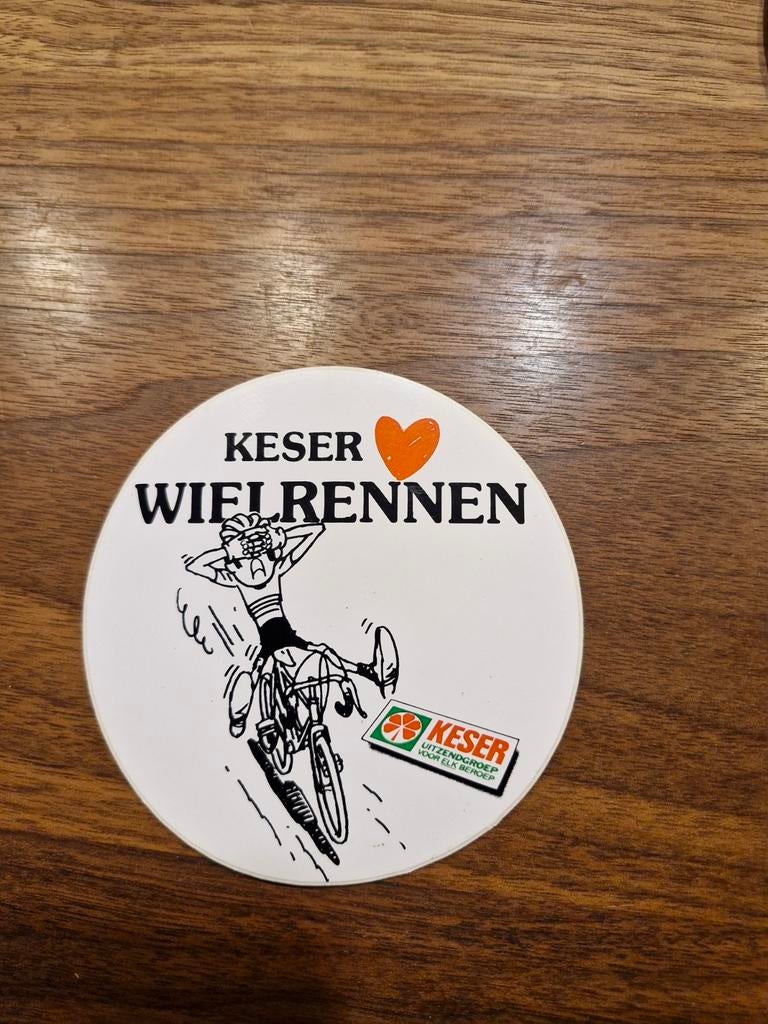 KESER
WIELRENNEN
KESER
UITZENDGROEP
VOOR ELK BEROEP